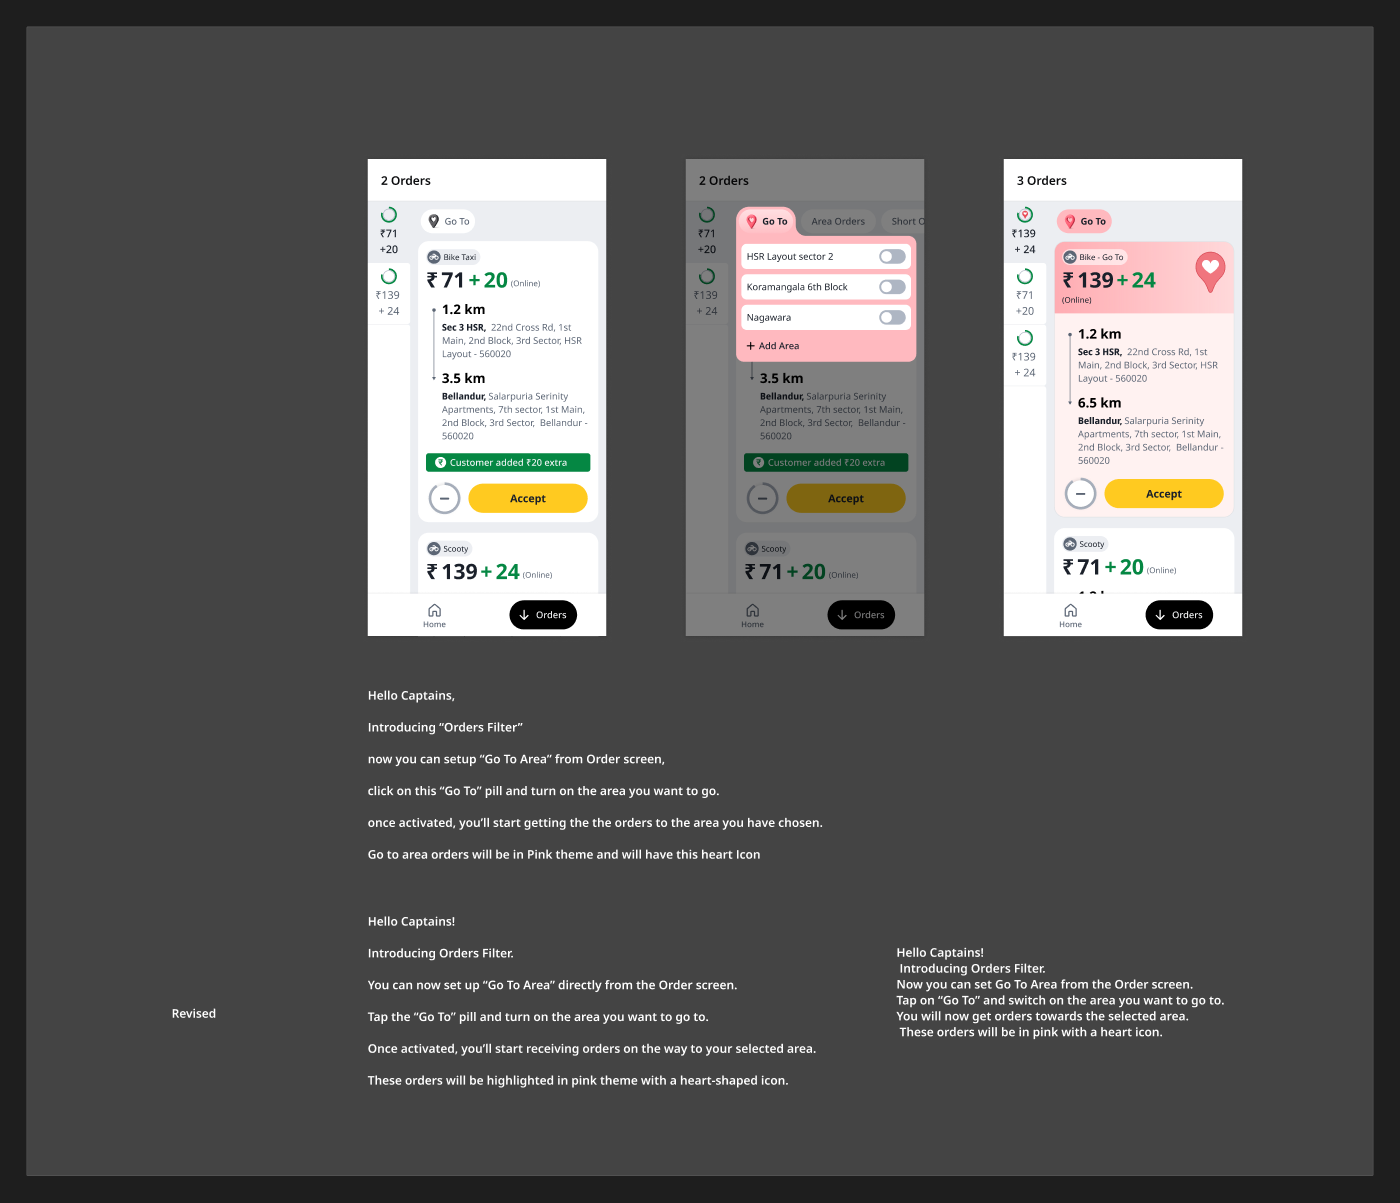 2 Orders
₹71
+20
₹139
+ 24
Go To
Bike Taxi
₹ 71 + 20 (Online)
1.2 km
Sec 3 HSR, 22nd Cross Rd, 1st
Main, 2nd Block, 3rd Sector, HSR
Layout - 560020
3.5 km
Bellandur, Salarpuria Serinity
Apartments, 7th sector, 1st Main,
2nd Block, 3rd Sector, Bellandur -
560020
Customer added ₹20 extra
Accept
Scooty
₹ 139 + 24 (Online)
Home
Orders
2 Orders
₹71
+20
₹139
+ 24
Go To
Area Orders
Short O
HSR Layout sector 2
Koramangala 6th Block
Nagawara
+ Add Area
3.5 km
Bellandur, Salarpuria Serinity
Apartments, 7th sector, 1st Main,
2nd Block, 3rd Sector, Bellandur -
560020
Customer added ₹20 extra
Accept
Scooty
₹ 71 + 20 (Online)
Home
Orders
3 Orders
₹139
+ 24
₹71
+20
₹139
+ 24
Go To
Bike - Go To
₹ 139 + 24
(Online)
1.2 km
Sec 3 HSR, 22nd Cross Rd, 1st
Main, 2nd Block, 3rd Sector, HSR
Layout - 560020
6.5 km
Bellandur, Salarpuria Serinity
Apartments, 7th sector, 1st Main,
2nd Block, 3rd Sector, Bellandur -
560020
Accept
Scooty
₹ 71 + 20 (Online)
Home
Orders
Hello Captains,
Introducing “Orders Filter”
now you can setup “Go To Area” from Order screen,
click on this “Go To” pill and turn on the area you want to go.
once activated, you’ll start getting the the orders to the area you have chosen.
Go to area orders will be in Pink theme and will have this heart Icon
Revised
Hello Captains!
Introducing Orders Filter.
You can now set up “Go To Area” directly from the Order screen.
Tap the “Go To” pill and turn on the area you want to go to.
Once activated, you’ll start receiving orders on the way to your selected area.
These orders will be highlighted in pink theme with a heart-shaped icon.
Hello Captains!
Introducing Orders Filter.
Now you can set Go To Area from the Order screen.
Tap on “Go To” and switch on the area you want to go to.
You will now get orders towards the selected area.
These orders will be in pink with a heart icon.